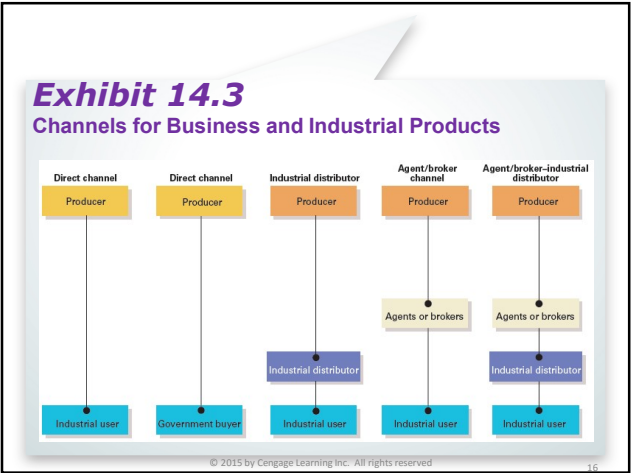 Exhibit 14.3
Channels for Business and Industrial Products
Direct channel
Direct channel
Industrial distributor
Agent/broker
channel
Agent/broker–industrial
distributor
Producer
Producer
Producer
Producer
Producer
Agents or brokers
Agents or brokers
Industrial distributor
Industrial distributor
Industrial user
Government buyer
Industrial user
Industrial user
Industrial user
© 2015 by Cengage Learning Inc. All rights reserved
16